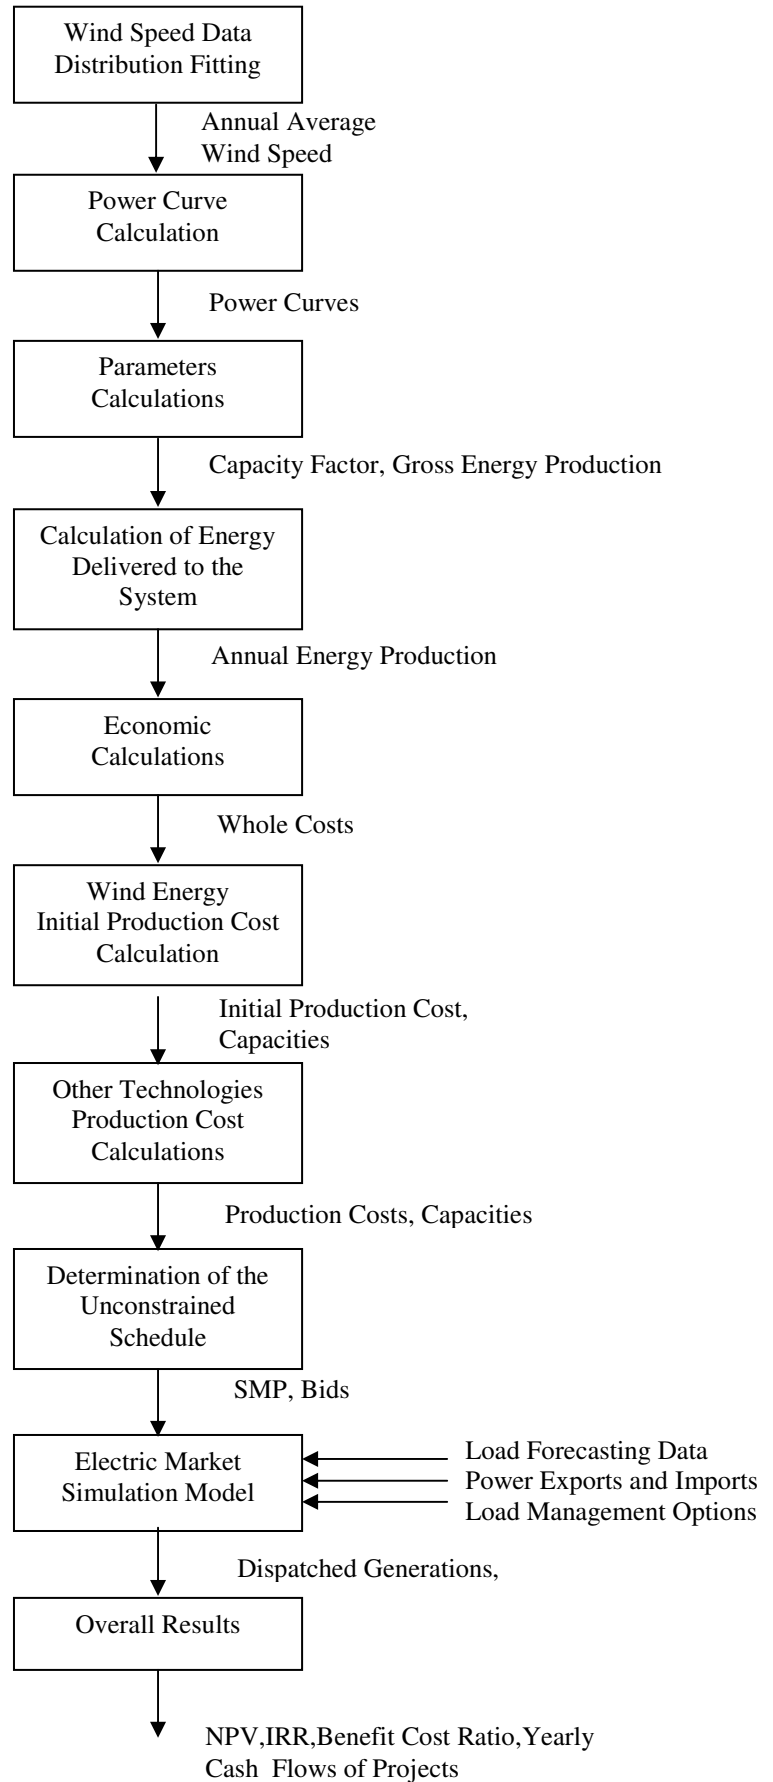 Wind Speed Data
Distribution Fitting
Annual Average
Wind Speed
Power Curve
Calculation
Power Curves
Parameters
Calculations
Capacity Factor, Gross Energy Production
Calculation of Energy
Delivered to the
System
Annual Energy Production
Economic
Calculations
Whole Costs
Wind Energy
Initial Production Cost
Calculation
Initial Production Cost,
Capacities
Other Technologies
Production Cost
Calculations
Production Costs, Capacities
Determination of the
Unconstrained
Schedule
SMP, Bids
Electric Market
Simulation Model
Load Forecasting Data
Power Exports and Imports
Load Management Options
Dispatched Generations,
Overall Results
NPV,IRR,Benefit Cost Ratio,Yearly
Cash Flows of Projects